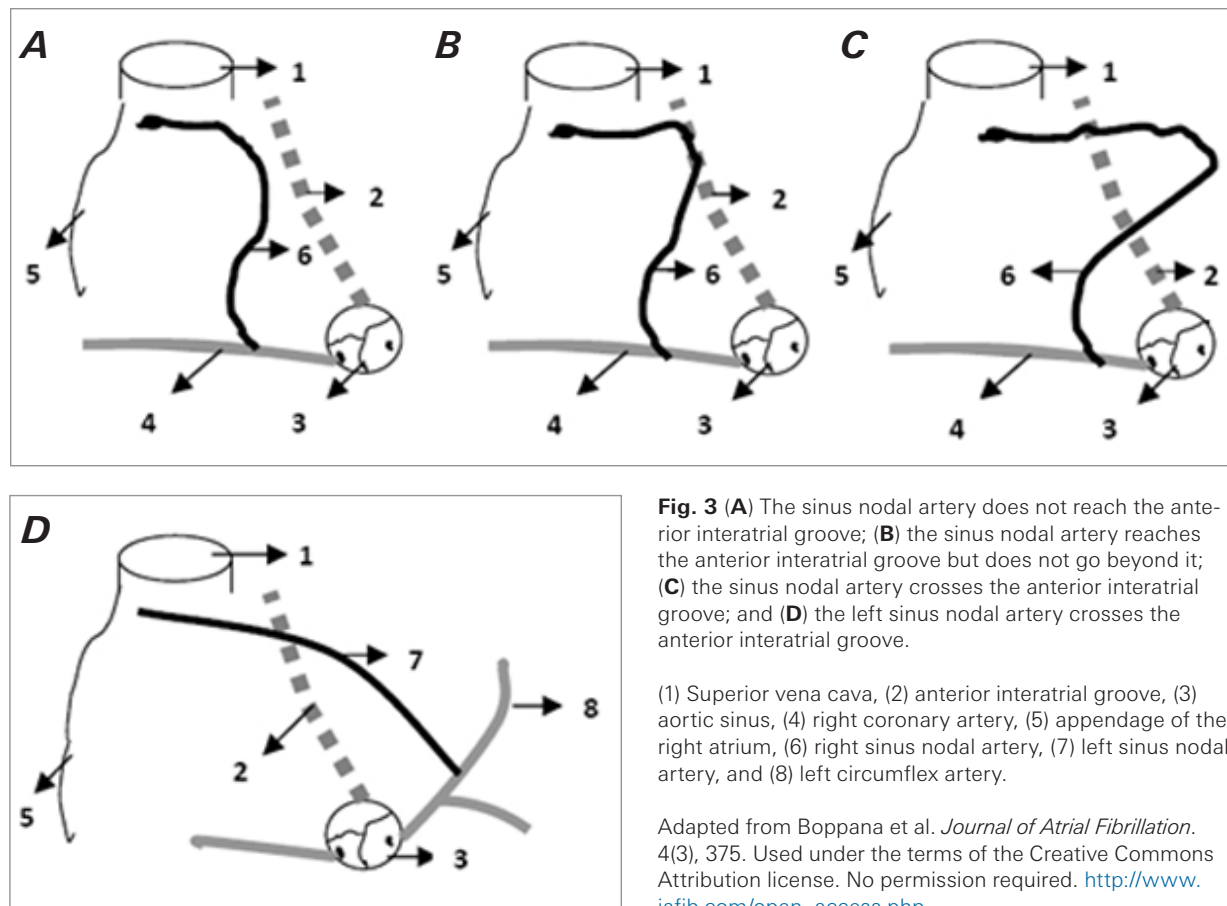 A
B
C
1
2
6
5
4
3
1
2
6
5
4
3
1
6
2
5
4
3
D
1
7
8
2
5
3
Fig. 3 (A) The sinus nodal artery does not reach the ante-
rior interatrial groove; (B) the sinus nodal artery reaches
the anterior interatrial groove but does not go beyond it;
(C) the sinus nodal artery crosses the anterior interatrial
groove; and (D) the left sinus nodal artery crosses the
anterior interatrial groove.
(1) Superior vena cava, (2) anterior interatrial groove, (3)
aortic sinus, (4) right coronary artery, (5) appendage of the
right atrium, (6) right sinus nodal artery, (7) left sinus nodal
artery, and (8) left circumflex artery.
Adapted from Boppana et al. Journal of Atrial Fibrillation.
4(3), 375. Used under the terms of the Creative Commons
Attribution license. No permission required. http://www.